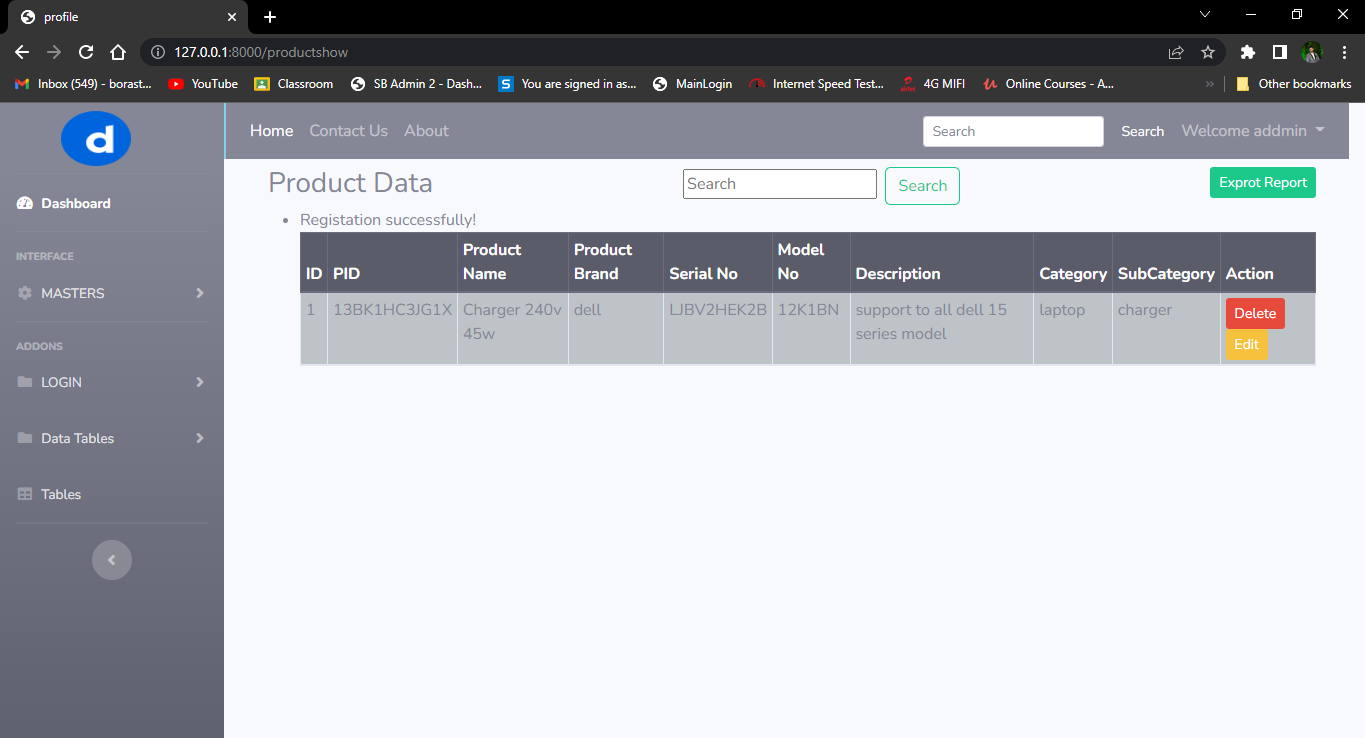 profile
127.0.0.1:8000/productshow
Inbox (549) - borast...
YouTube
Classroom
SB Admin 2 - Dash...
You are signed in as...
MainLogin
Internet Speed Test...
4G MIFI
Online Courses - A...
»
Other bookmarks
d
Home
Contact Us
About
Search
Search
Welcome addmin
Dashboard
INTERFACE
MASTERS
ADDONS
LOGIN
Data Tables
Tables
Product Data
Search
Search
Exprot Report
Registation successfully!
ID
PID
Product
Name
Product
Brand
Serial No
Model
No
Description
Category
SubCategory
Action
1
13BK1HC3JG1X
Charger 240v
45w
dell
LJBV2HEK2B
12K1BN
support to all dell 15
series model
laptop
charger
Delete
Edit